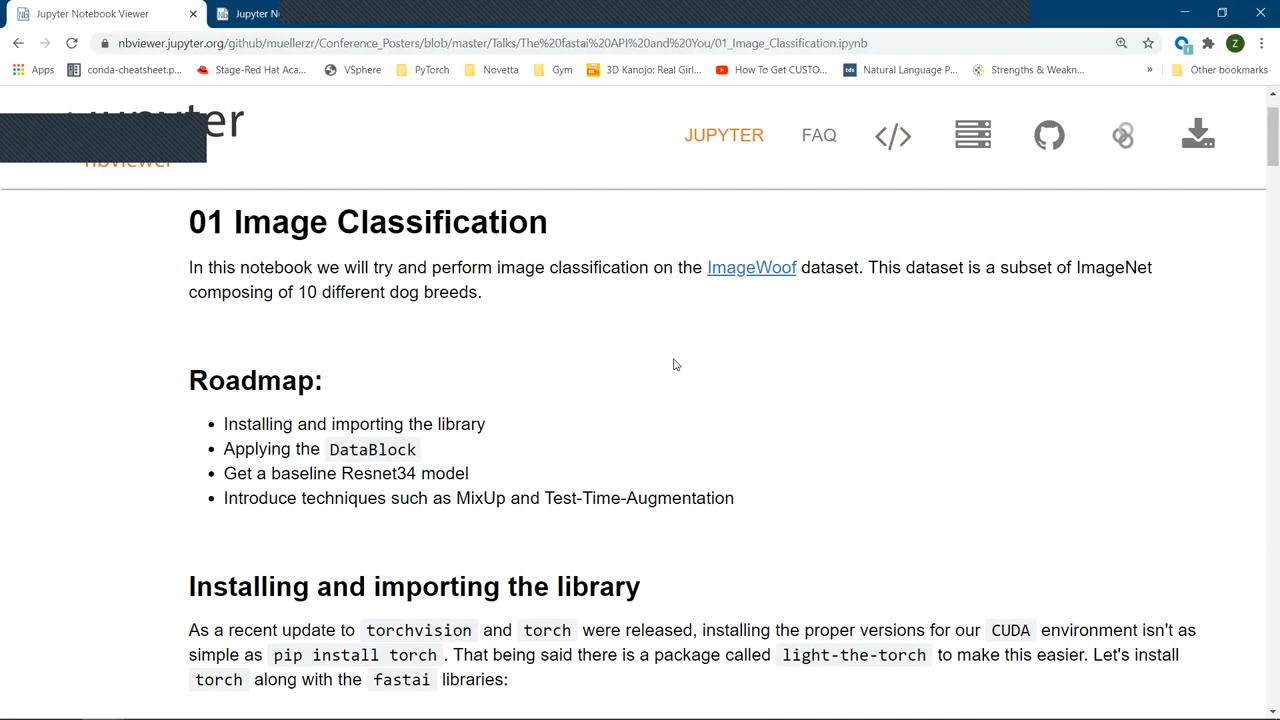 Jupyter Notebook Viewer
Jupyter N
nbviewer.jupyter.org/github/muellerzr/Conference_Posters/blob/master/Talks/The%20fastai%20API%20and%20You/01_Image_Classification.ipynb
Apps conda-cheatsheet.p... Stage-Red Hat Aca... VSphere PyTorch Novetta Gym 3D Kanojo: Real Girl... How To Get CUSTO... Natural Language P... Strengths & Weakn... » Other bookmarks
JUPYTER FAQ
01 Image Classification
In this notebook we will try and perform image classification on the ImageWoof dataset. This dataset is a subset of ImageNet
composing of 10 different dog breeds.
Roadmap:
• Installing and importing the library
• Applying the DataBlock
• Get a baseline Resnet34 model
• Introduce techniques such as MixUp and Test-Time-Augmentation
Installing and importing the library
As a recent update to torchvision and torch were released, installing the proper versions for our CUDA environment isn't as
simple as pip install torch . That being said there is a package called light-the-torch to make this easier. Let's install
torch along with the fastai libraries: